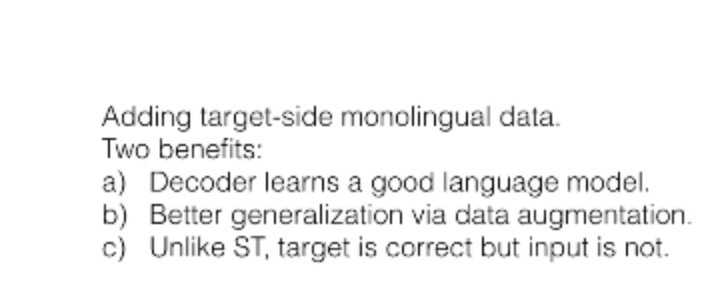 Adding target-side monolingual data.
Two benefits:
a) Decoder learns a good language model.
b) Better generalization via data augmentation.
c) Unlike ST, target is correct but input is not.